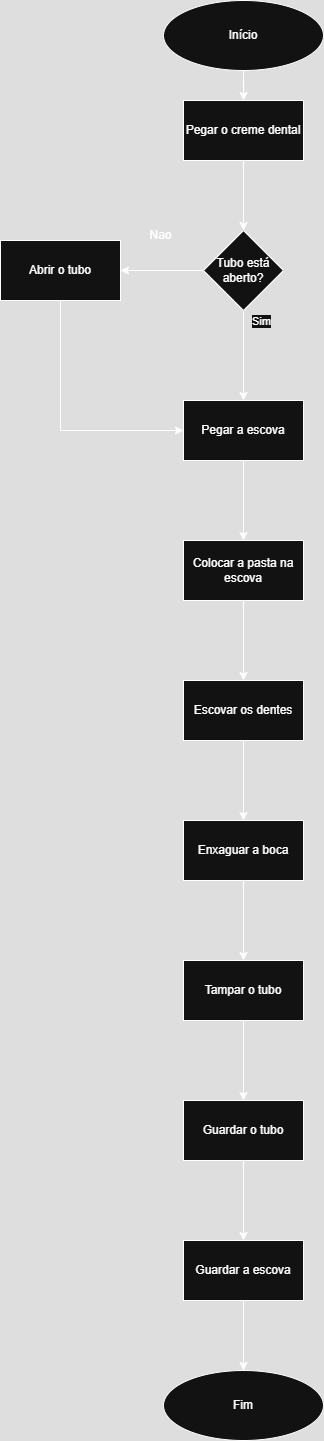 Início
Pegar o creme dental
Nao
Tubo está
aberto?
Abrir o tubo
Sim
Pegar a escova
Colocar a pasta na
escova
Escovar os dentes
Enxaguar a boca
Tampar o tubo
Guardar o tubo
Guardar a escova
Fim